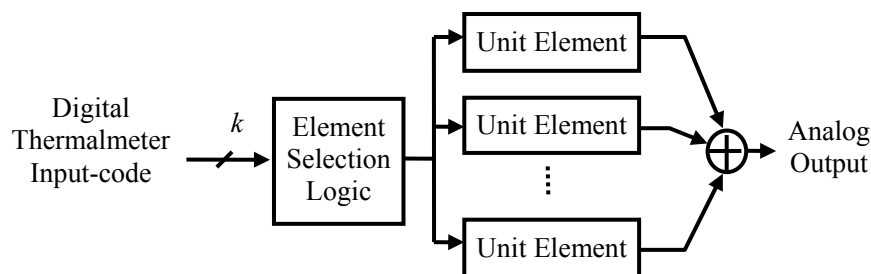 Digital
Thermalmeter
Input-code
k
Element
Selection
Logic
Unit Element
Unit Element
Unit Element
Analog
Output